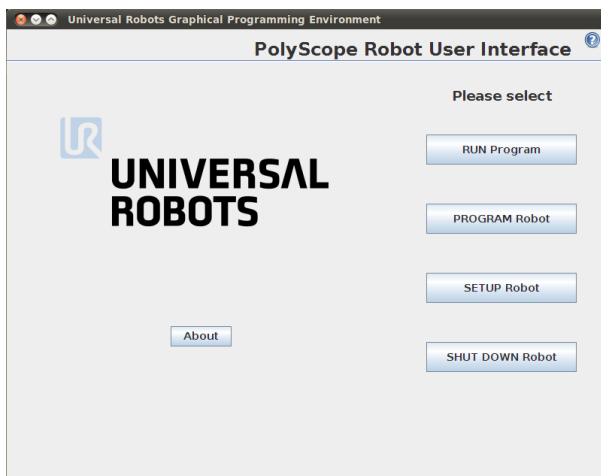 Universal Robots Graphical Programming Environment
PolyScope Robot User Interface
?
Please select
UR
UNIVERSAL
ROBOTS
RUN Program
PROGRAM Robot
SETUP Robot
About
SHUT DOWN Robot